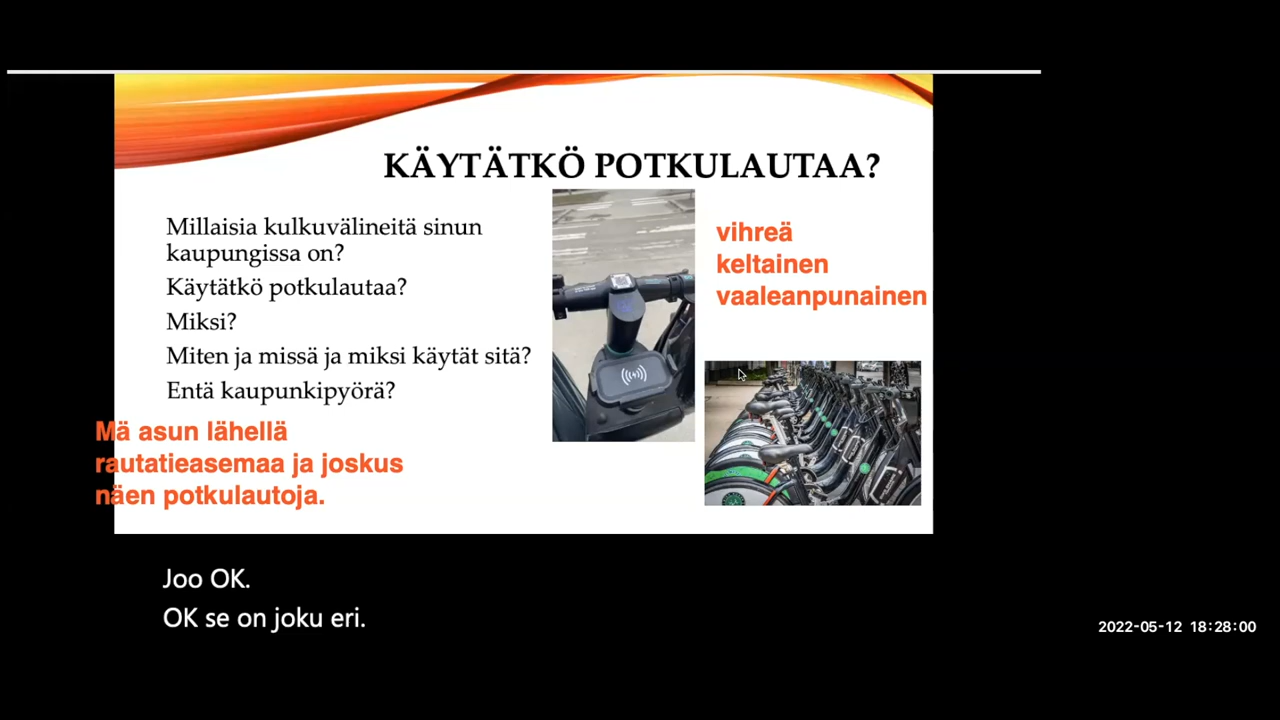 KÄYTÄTKÖ POTKULAUTAA?
Millaisia kulkuvälineitä sinun
kaupungissa on?
Käytätkö potkulautaa?
Miksi?
Miten ja missä ja miksi käytät sitä?
Entä kaupunkipyörä?
vihreä
keltainen
vaaleanpunainen
Mä asun lähellä
rautatieasemaa ja joskus
näen potkulautoja.
Joo OK.
OK se on joku eri.
2022-05-12 18:28:00